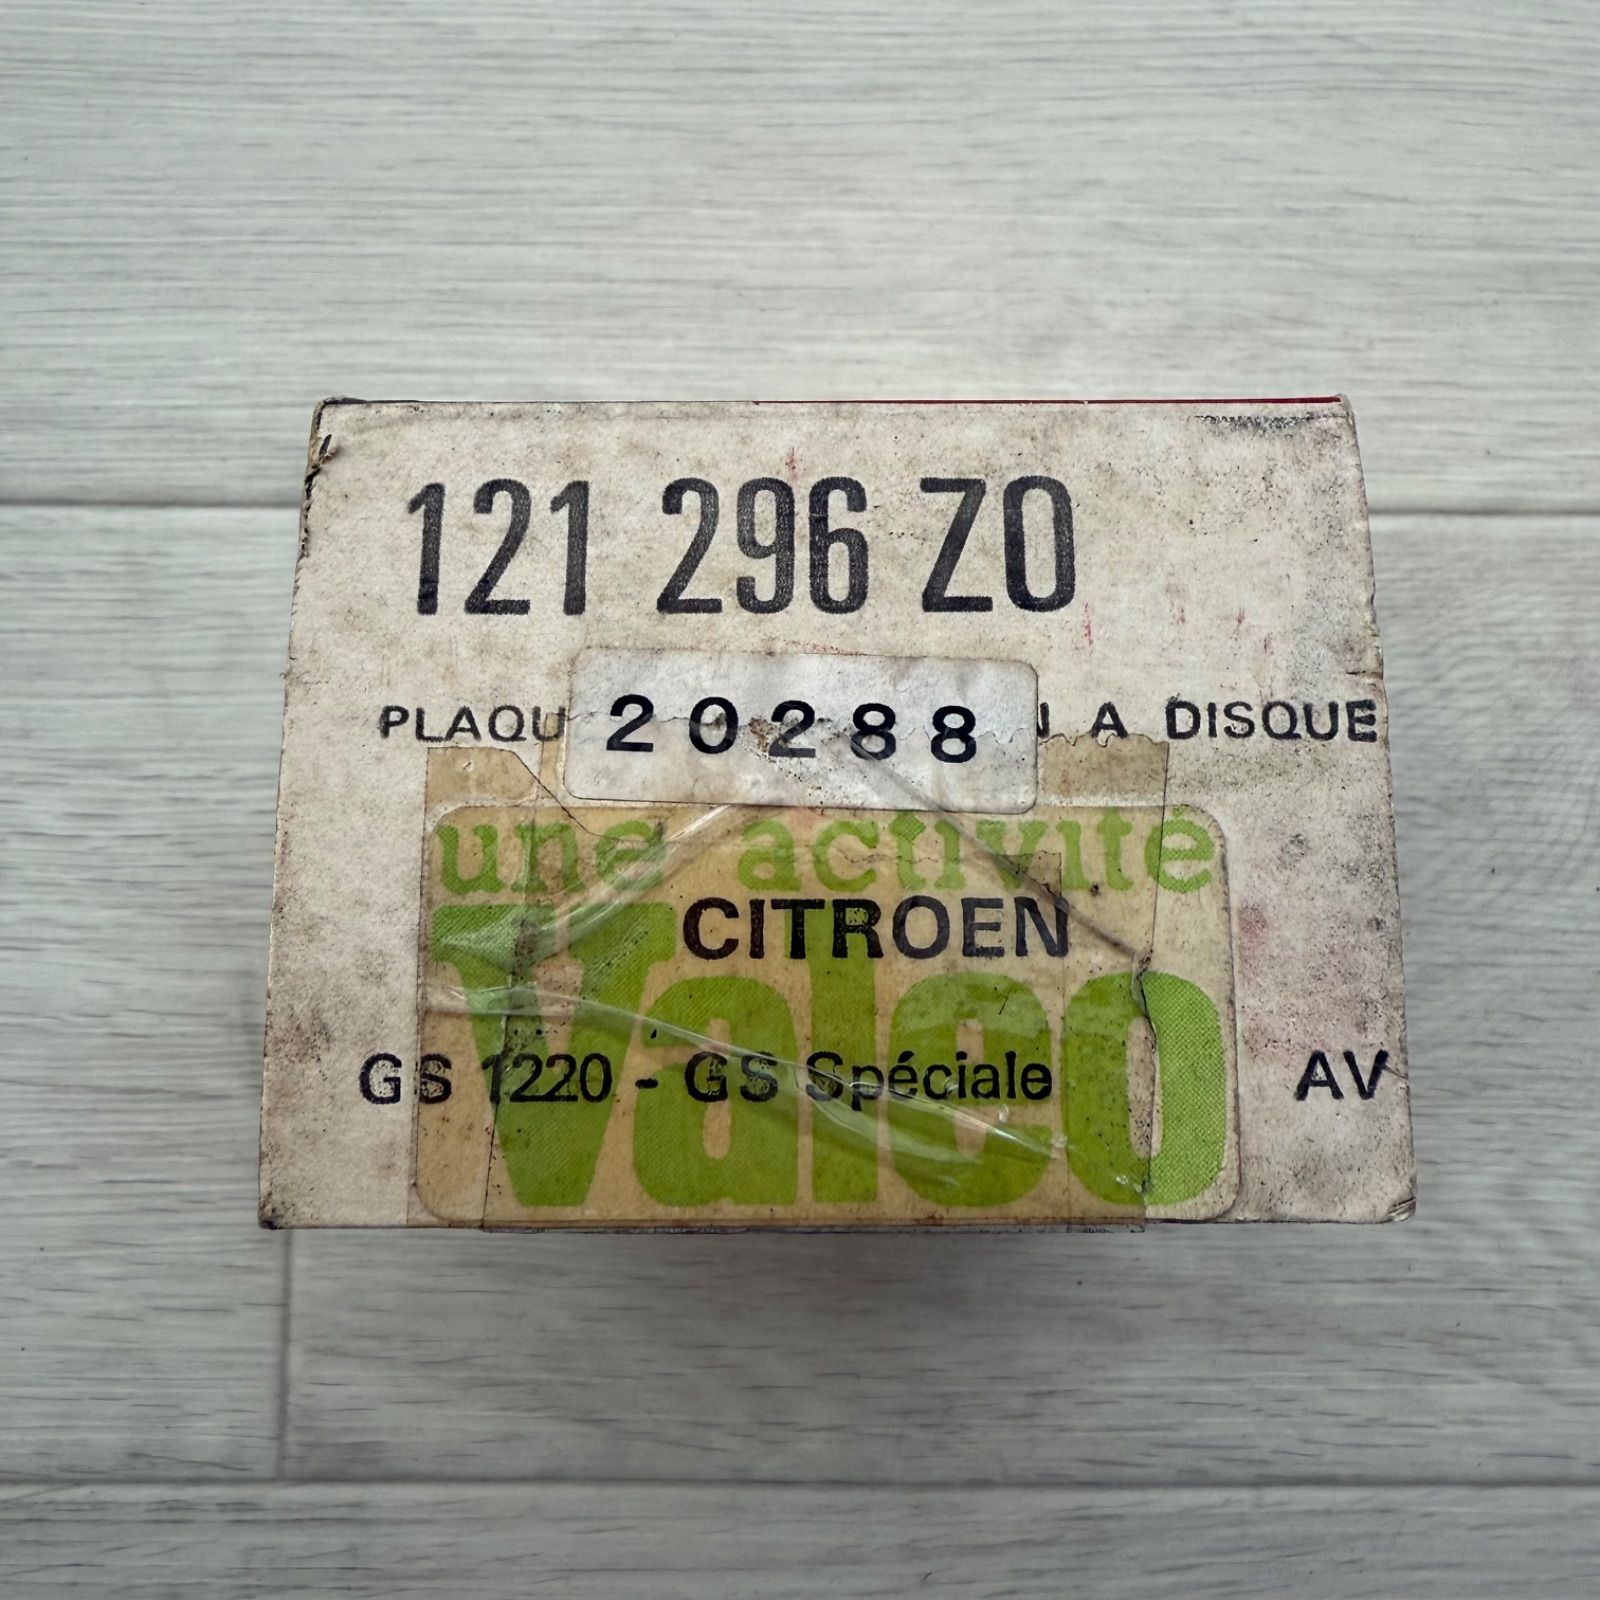 121 296 ZO
PLAQU 20288 N A DISQUE
une activité
CITROEN
Valeo
GS 1220 - GS Spéciale AV